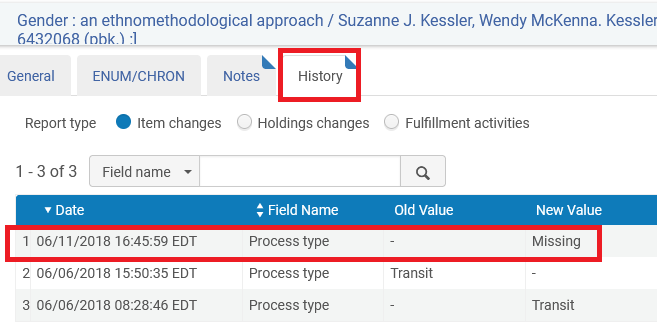 Gender : an ethnomethodological approach / Suzanne J. Kessler, Wendy McKenna. Kessler
6432068 (pbk.) :]
General ENUM/CHRON Notes History
Report type Item changes Holdings changes Fulfillment activities
1 - 3 of 3 Field name
Date Field Name Old Value New Value
1 06/11/2018 16:45:59 EDT Process type - Missing
2 06/06/2018 15:50:35 EDT Process type Transit -
3 06/06/2018 08:28:46 EDT Process type - Transit